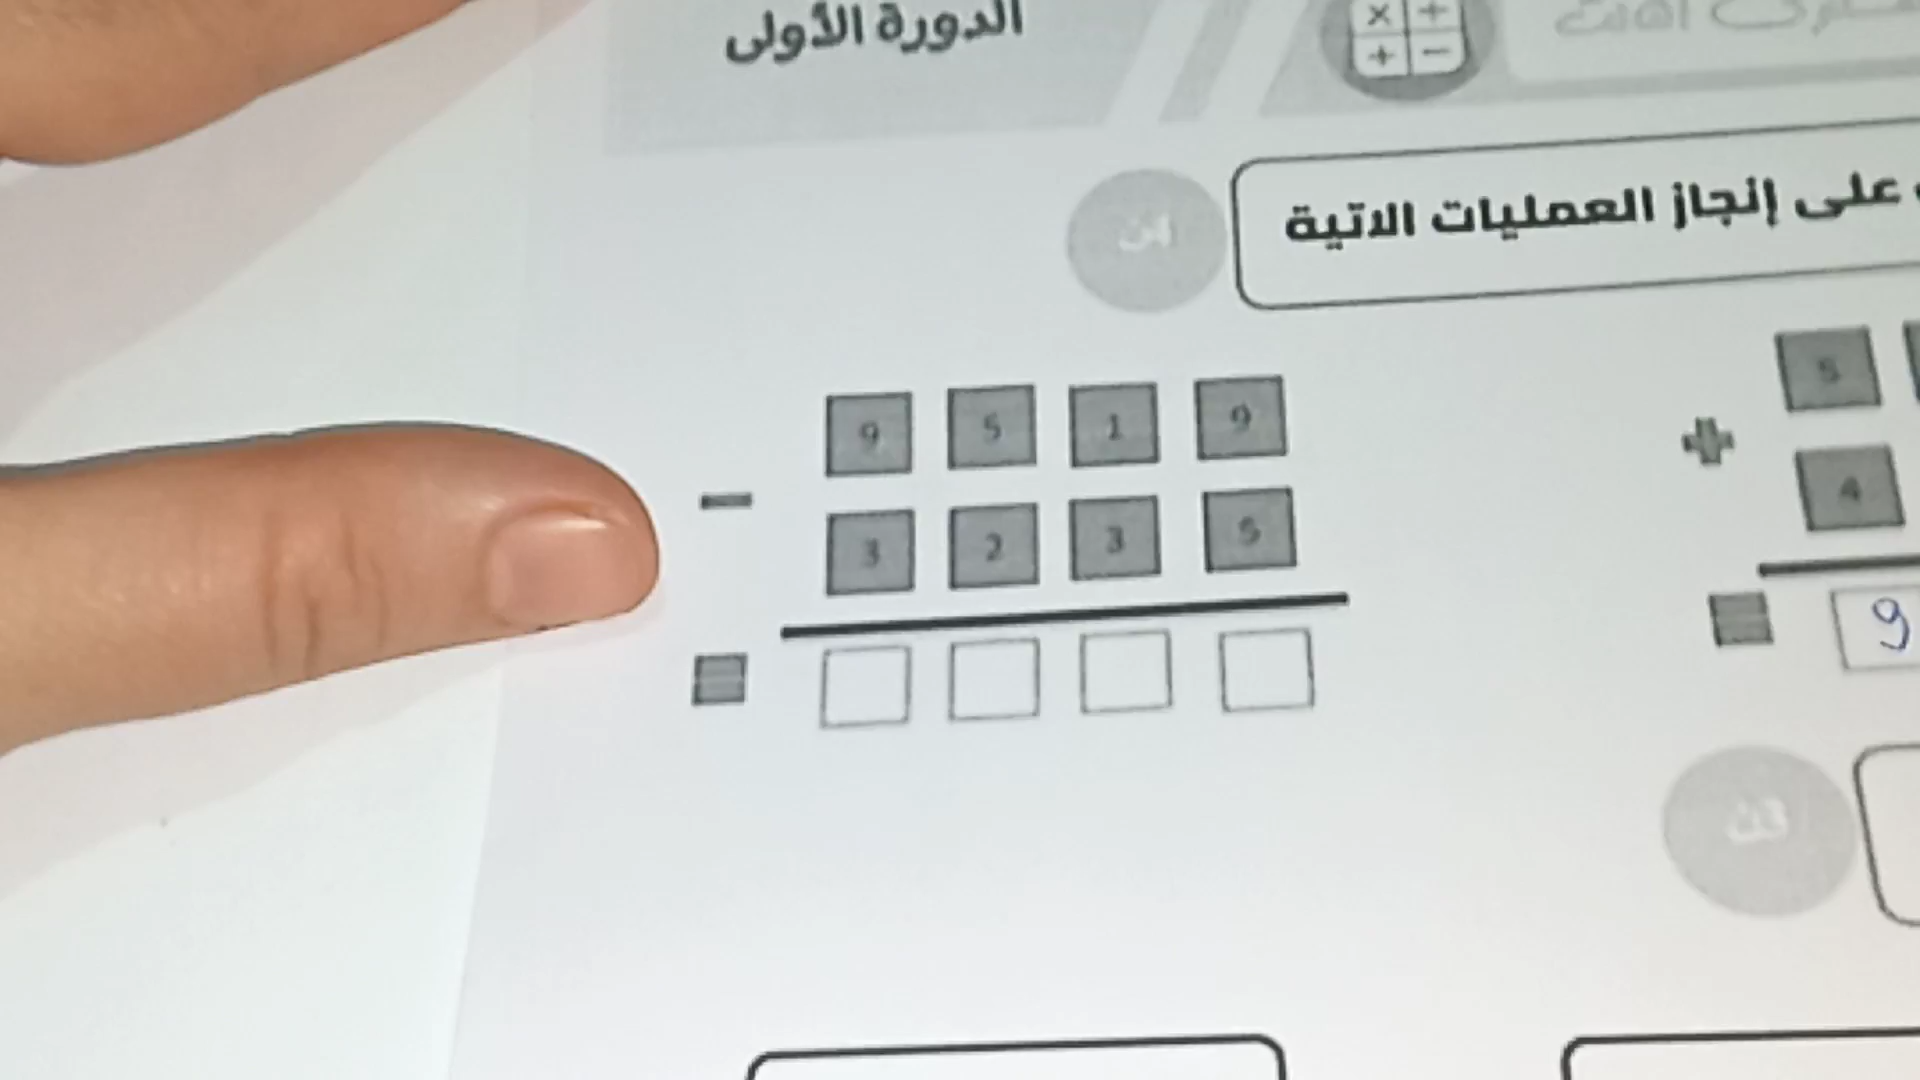 الدورة الأولى
× +
+ −
على إنجاز العمليات الاتية
9 5 1 9
−
3 2 3 5
=
5
+
4
=
9